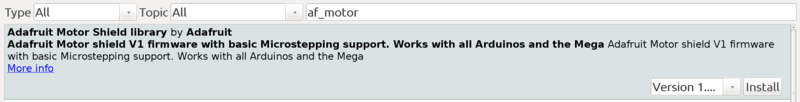 Type All Topic All af_motor
Adafruit Motor Shield library by Adafruit
Adafruit Motor shield V1 firmware with basic Microstepping support. Works with all Arduinos and the Mega Adafruit Motor shield V1 firmware
with basic Microstepping support. Works with all Arduinos and the Mega
More info
Version 1.... Install